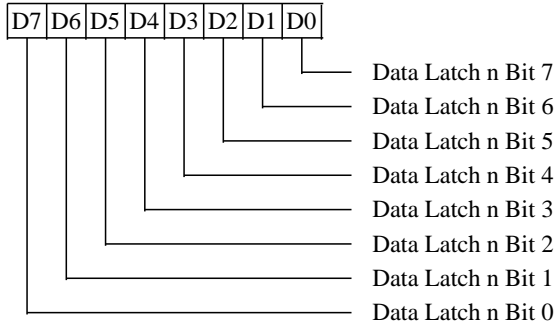 D7 D6 D5 D4 D3 D2 D1 D0
Data Latch n Bit 7
Data Latch n Bit 6
Data Latch n Bit 5
Data Latch n Bit 4
Data Latch n Bit 3
Data Latch n Bit 2
Data Latch n Bit 1
Data Latch n Bit 0